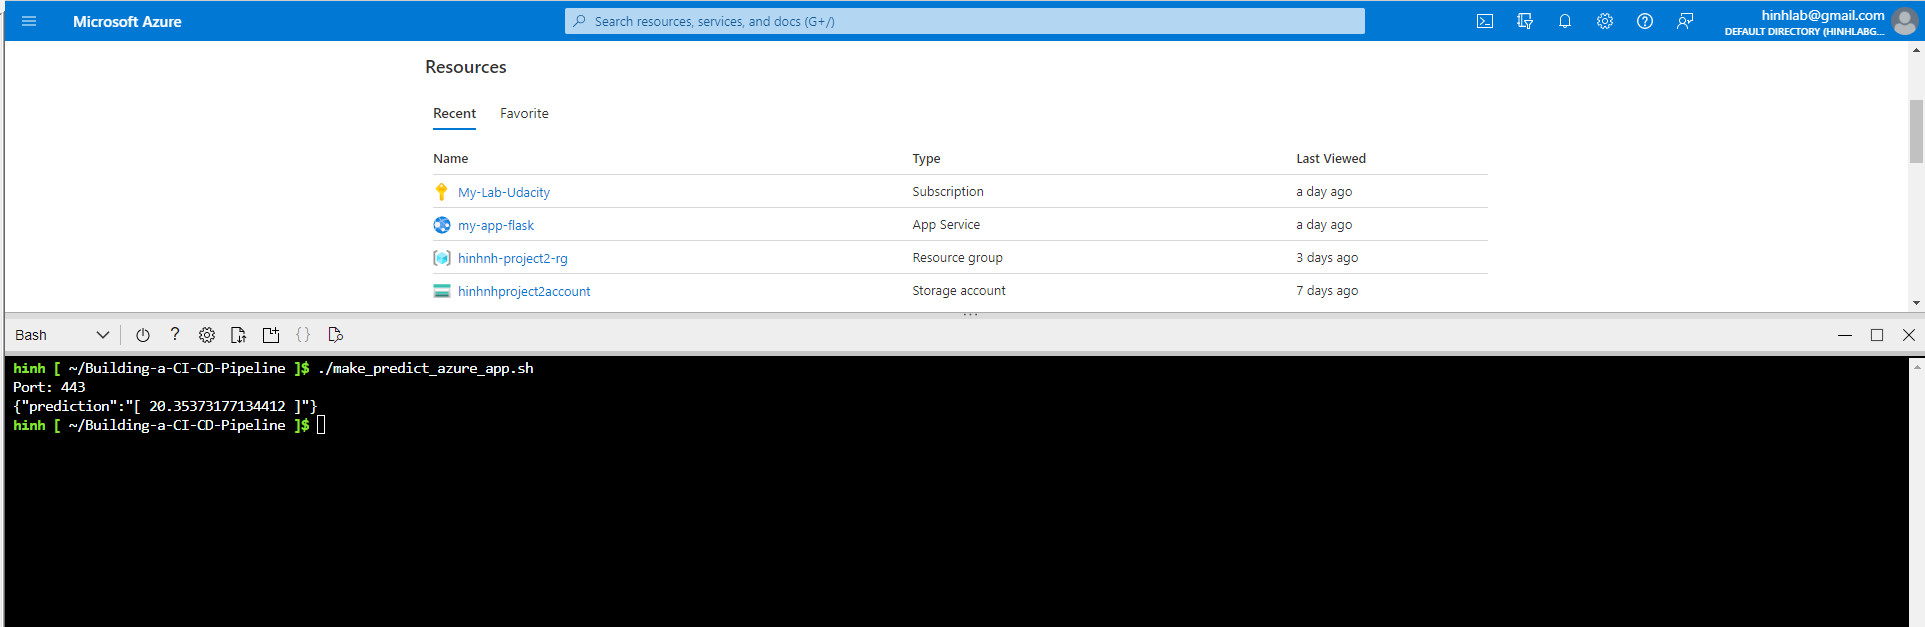 Microsoft Azure
Search resources, services, and docs (G+/)
hinhlab@gmail.com
DEFAULT DIRECTORY (HINHLABG...
Resources
Recent Favorite
Name Type Last Viewed
My-Lab-Udacity Subscription a day ago
my-app-flask App Service a day ago
hinhnh-project2-rg Resource group 3 days ago
hinhnhproject2account Storage account 7 days ago
Bash
hinh [ ~/Building-a-CI-CD-Pipeline ]$ ./make_predict_azure_app.sh
Port: 443
{"prediction":"[ 20.35373177134412 ]"}
hinh [ ~/Building-a-CI-CD-Pipeline ]$